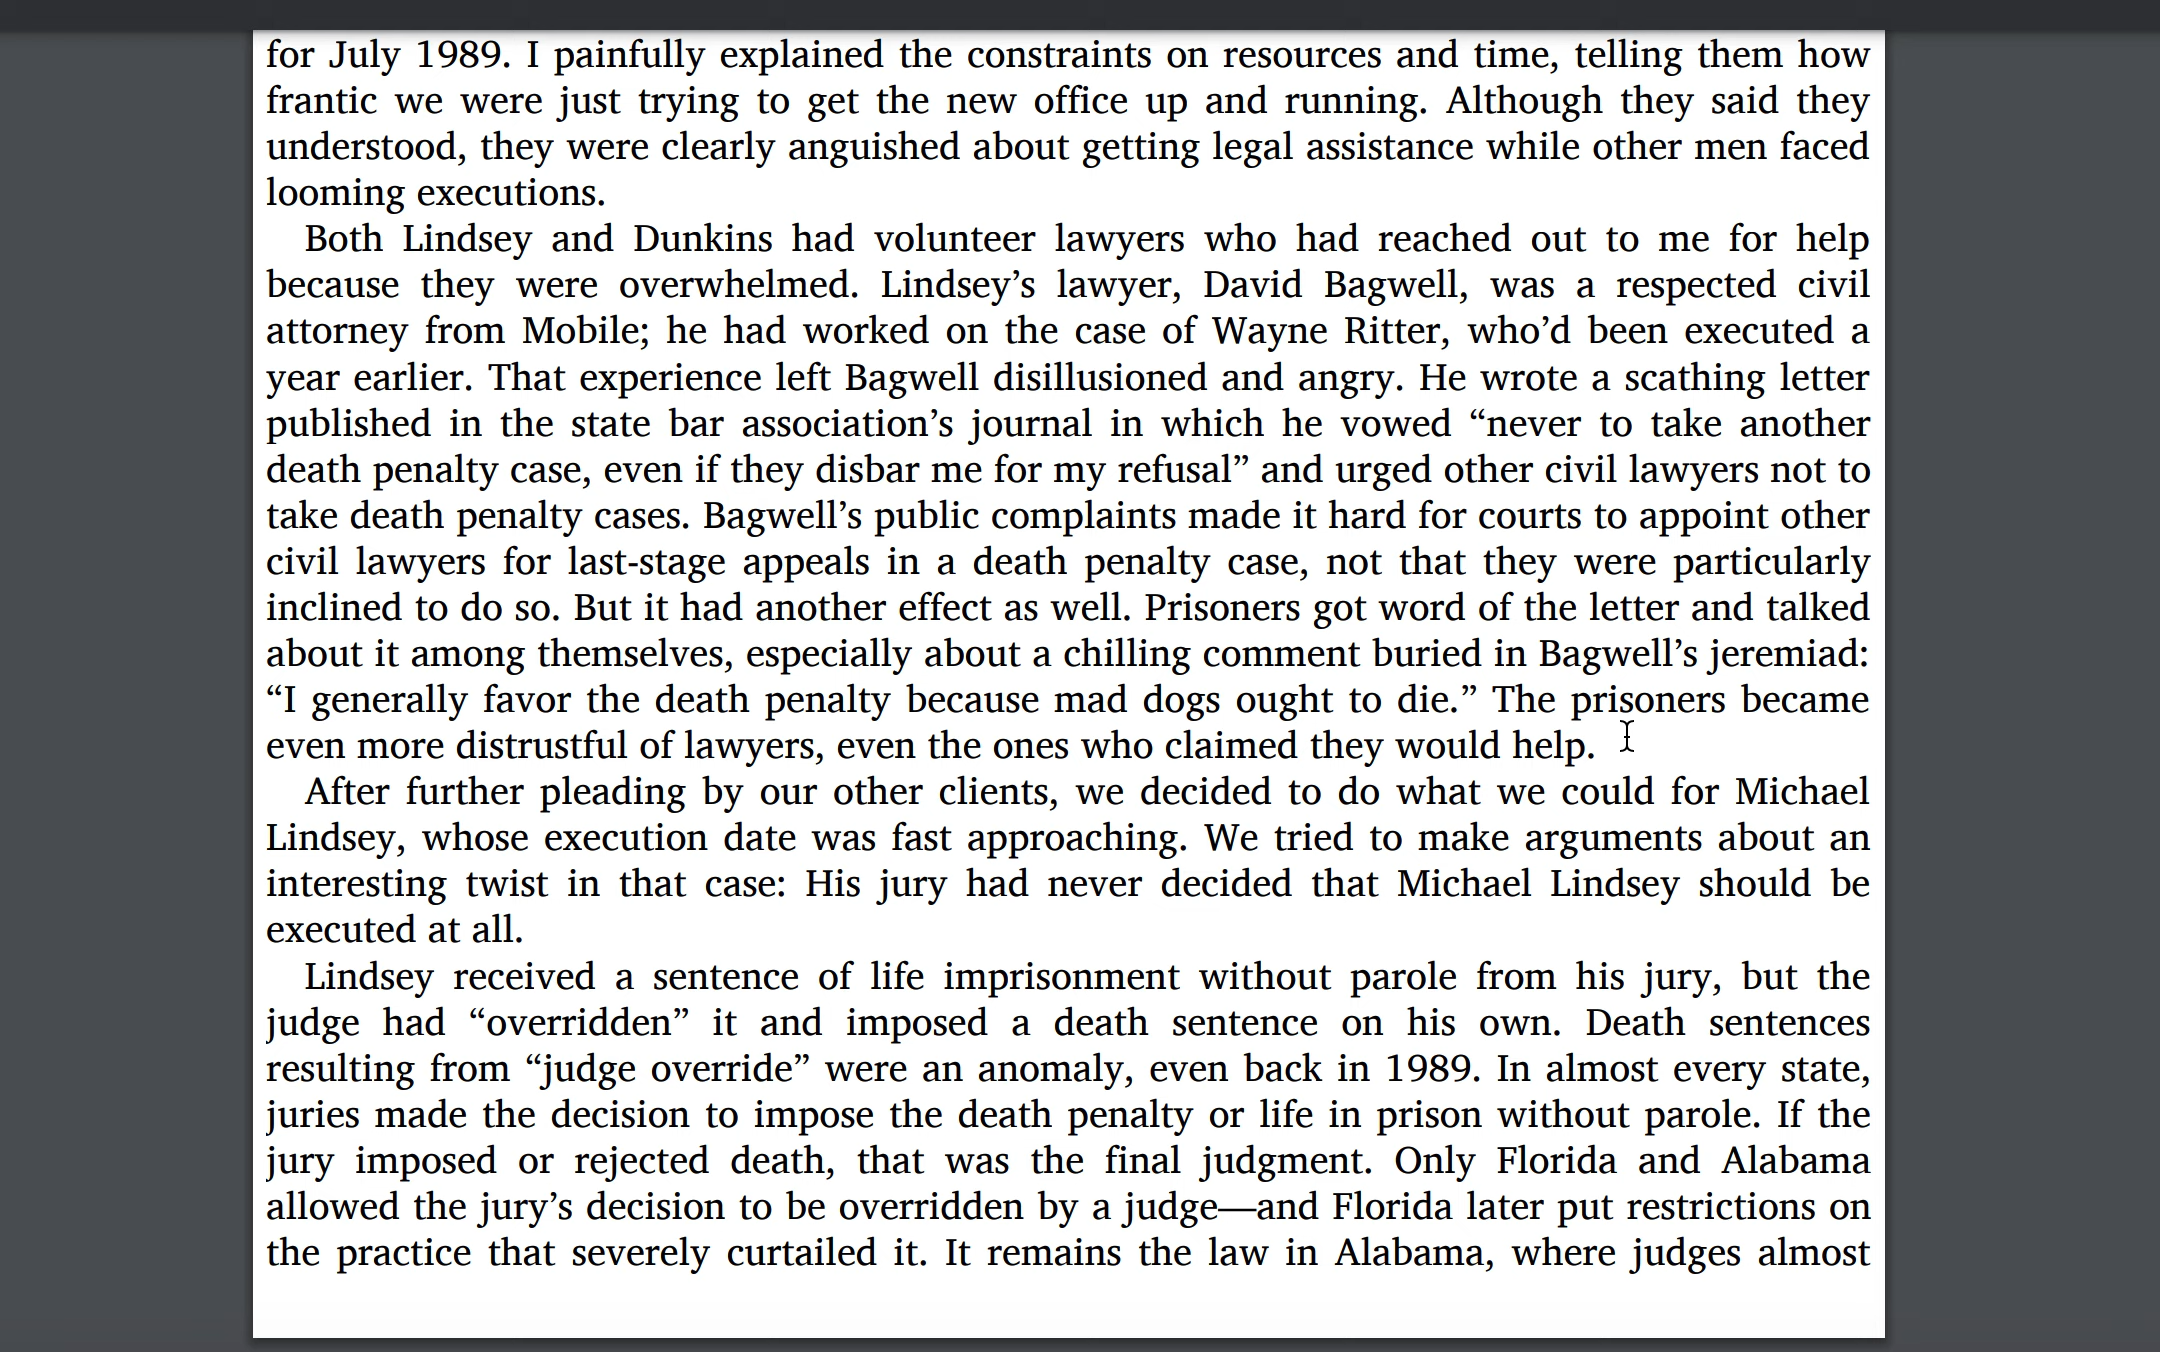 for July 1989. I painfully explained the constraints on resources and time, telling them how
frantic we were just trying to get the new office up and running. Although they said they
understood, they were clearly anguished about getting legal assistance while other men faced
looming executions.
Both Lindsey and Dunkins had volunteer lawyers who had reached out to me for help
because they were overwhelmed. Lindsey’s lawyer, David Bagwell, was a respected civil
attorney from Mobile; he had worked on the case of Wayne Ritter, who’d been executed a
year earlier. That experience left Bagwell disillusioned and angry. He wrote a scathing letter
published in the state bar association’s journal in which he vowed “never to take another
death penalty case, even if they disbar me for my refusal” and urged other civil lawyers not to
take death penalty cases. Bagwell’s public complaints made it hard for courts to appoint other
civil lawyers for last-stage appeals in a death penalty case, not that they were particularly
inclined to do so. But it had another effect as well. Prisoners got word of the letter and talked
about it among themselves, especially about a chilling comment buried in Bagwell’s jeremiad:
“I generally favor the death penalty because mad dogs ought to die.” The prisoners became
even more distrustful of lawyers, even the ones who claimed they would help.
After further pleading by our other clients, we decided to do what we could for Michael
Lindsey, whose execution date was fast approaching. We tried to make arguments about an
interesting twist in that case: His jury had never decided that Michael Lindsey should be
executed at all.
Lindsey received a sentence of life imprisonment without parole from his jury, but the
judge had “overridden” it and imposed a death sentence on his own. Death sentences
resulting from “judge override” were an anomaly, even back in 1989. In almost every state,
juries made the decision to impose the death penalty or life in prison without parole. If the
jury imposed or rejected death, that was the final judgment. Only Florida and Alabama
allowed the jury’s decision to be overridden by a judge—and Florida later put restrictions on
the practice that severely curtailed it. It remains the law in Alabama, where judges almost